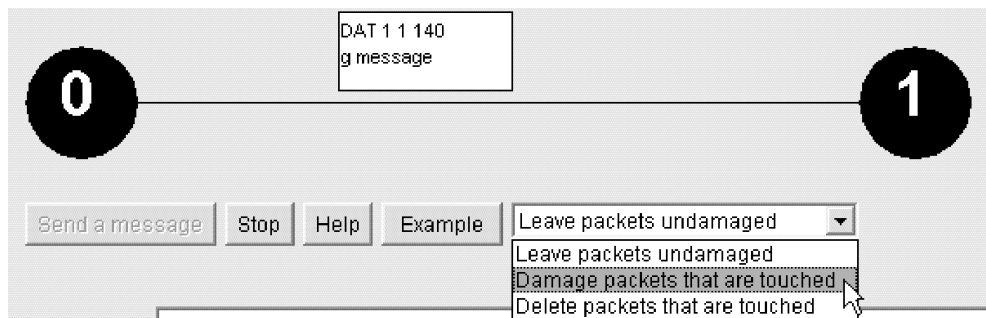 DAT 1 1 140
g message
0
1
Send a message
Stop
Help
Example
Leave packets undamaged
Leave packets undamaged
Damage packets that are touched
Delete packets that are touched